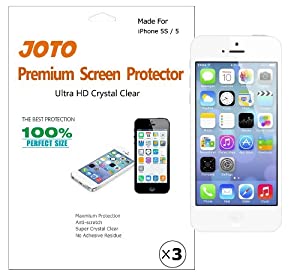 Made For
iPhone 5S / 5
JOTO
Premium Screen Protector
Ultra HD Crystal Clear
THE BEST PROTECTION
100%
PERFECT SIZE
Maximium Protection
Anti-scratch
Super Crystal Clear
No Adhesive Residue
×3